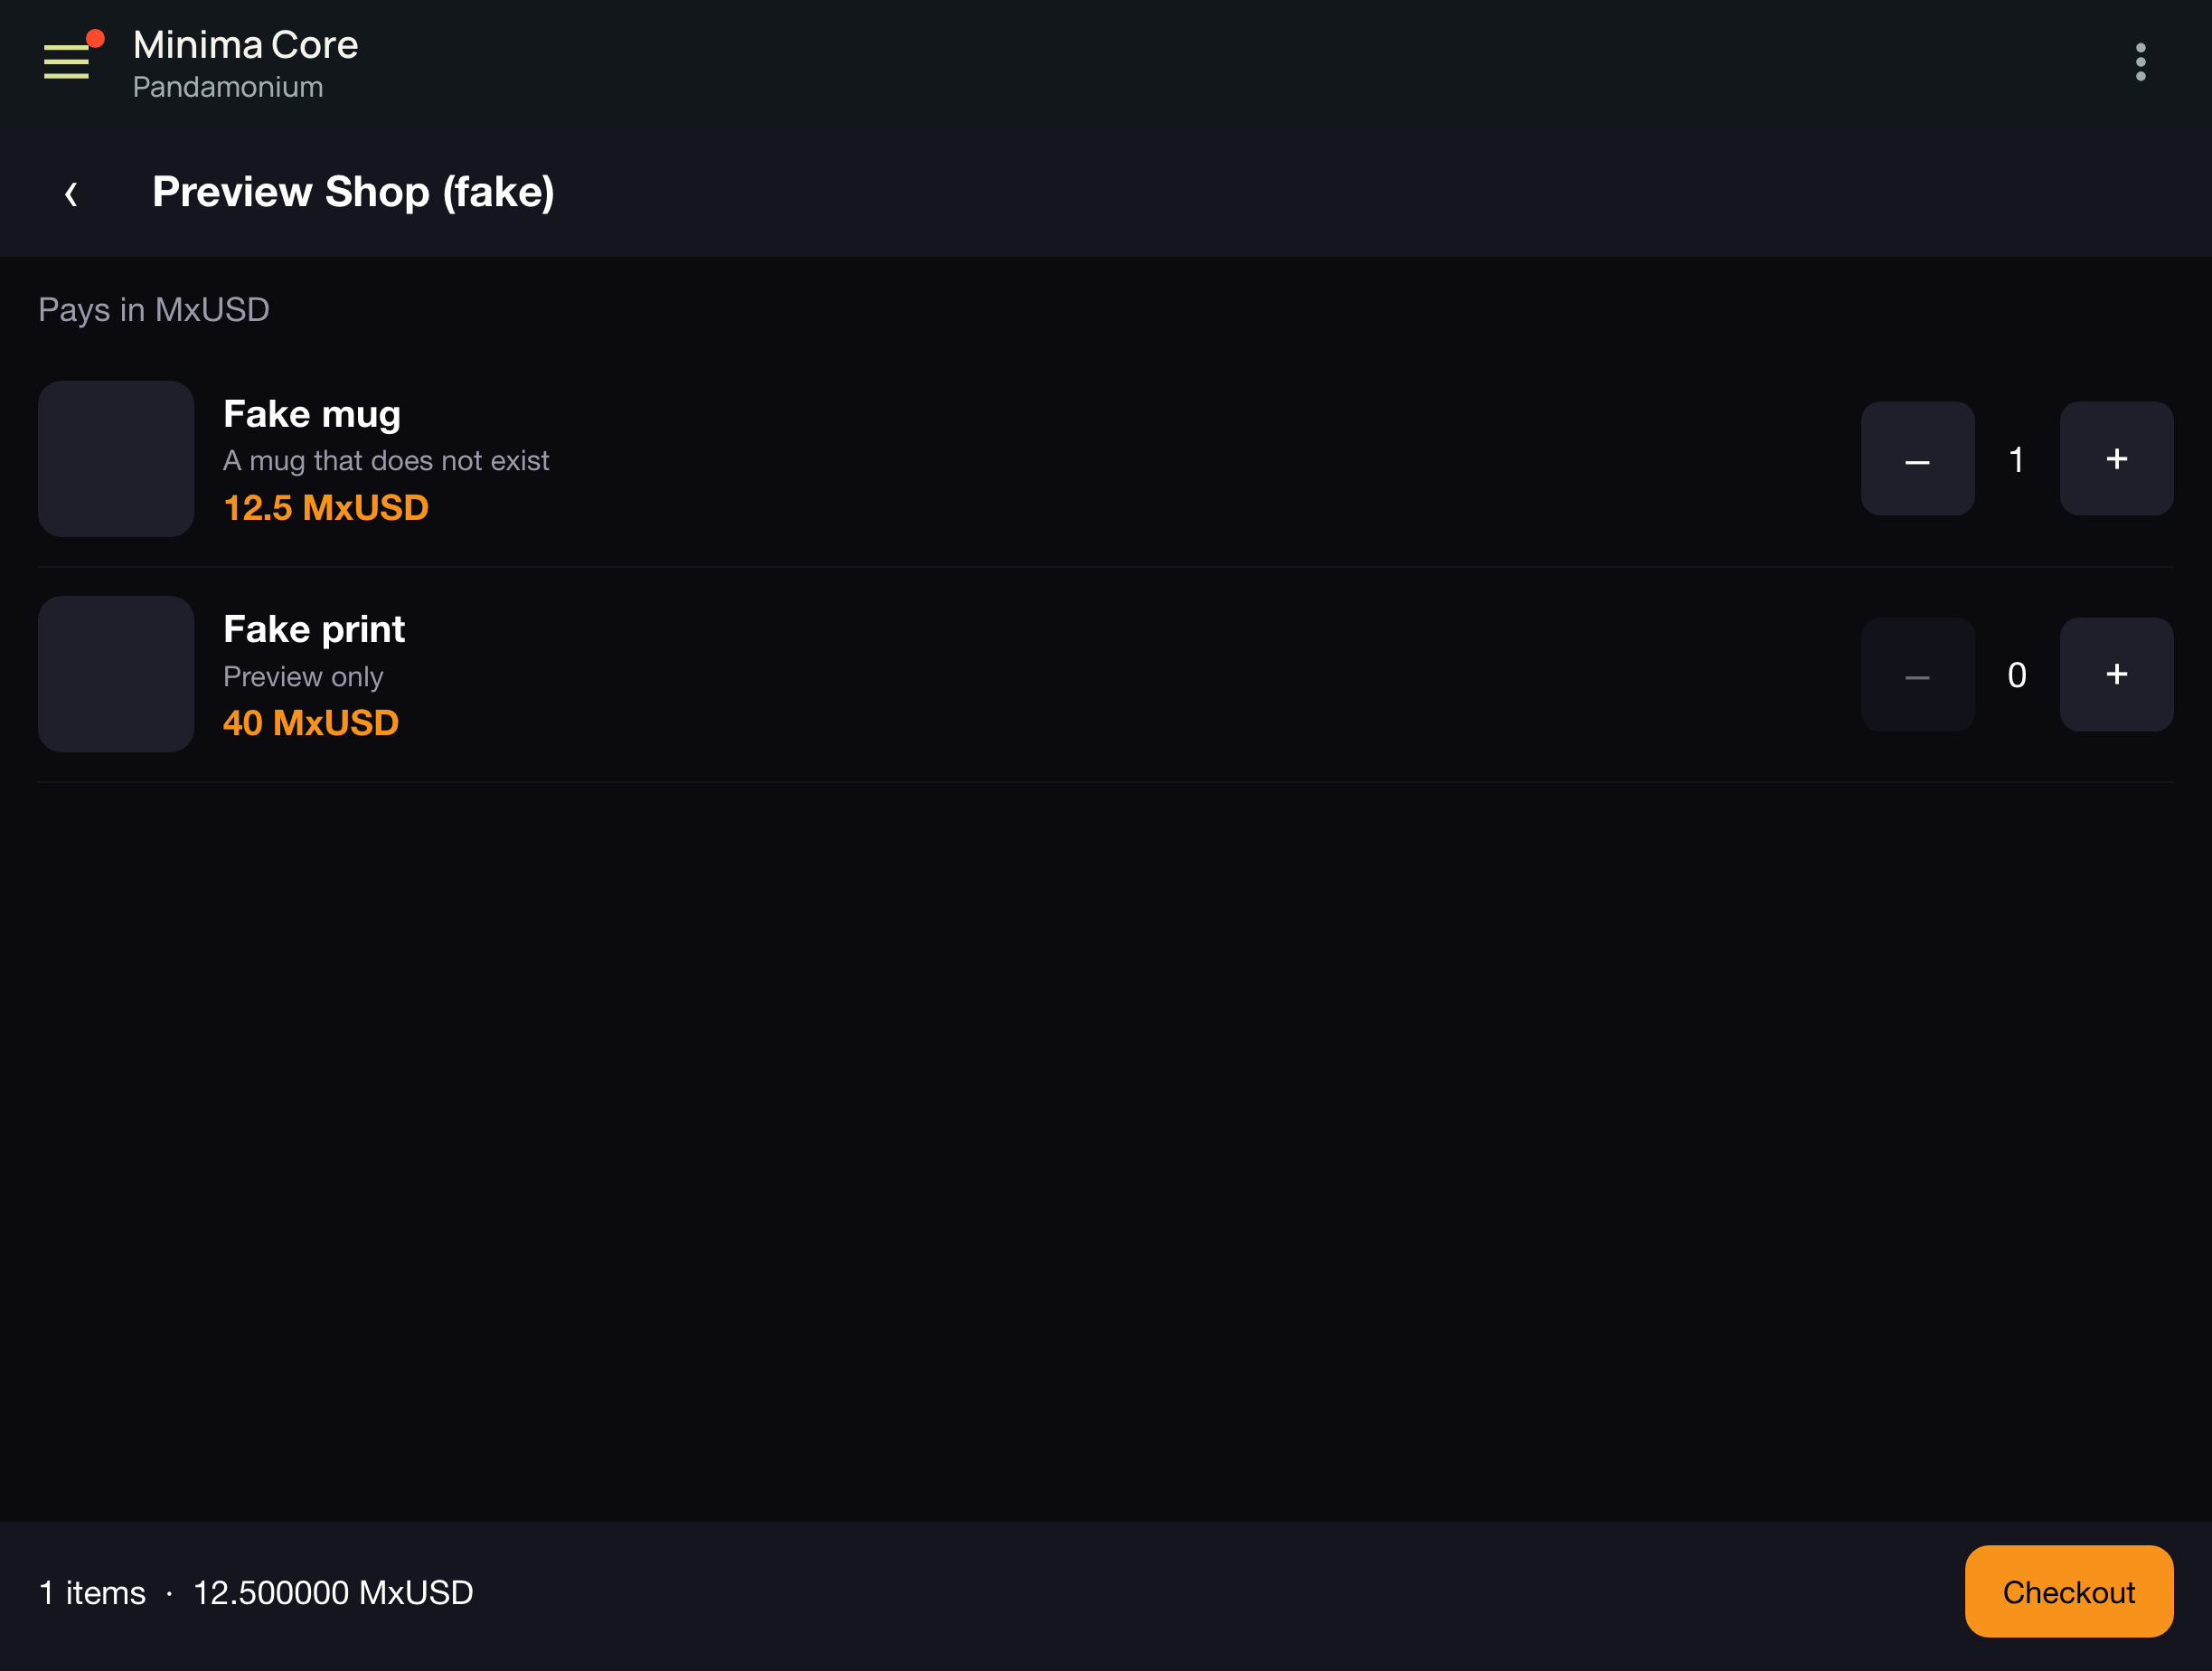 Minima Core
Pandamonium
‹ Preview Shop (fake)
Pays in MxUSD
Fake mug
A mug that does not exist
12.5 MxUSD
– 1 +
Fake print
Preview only
40 MxUSD
– 0 +
1 items · 12.500000 MxUSD
Checkout